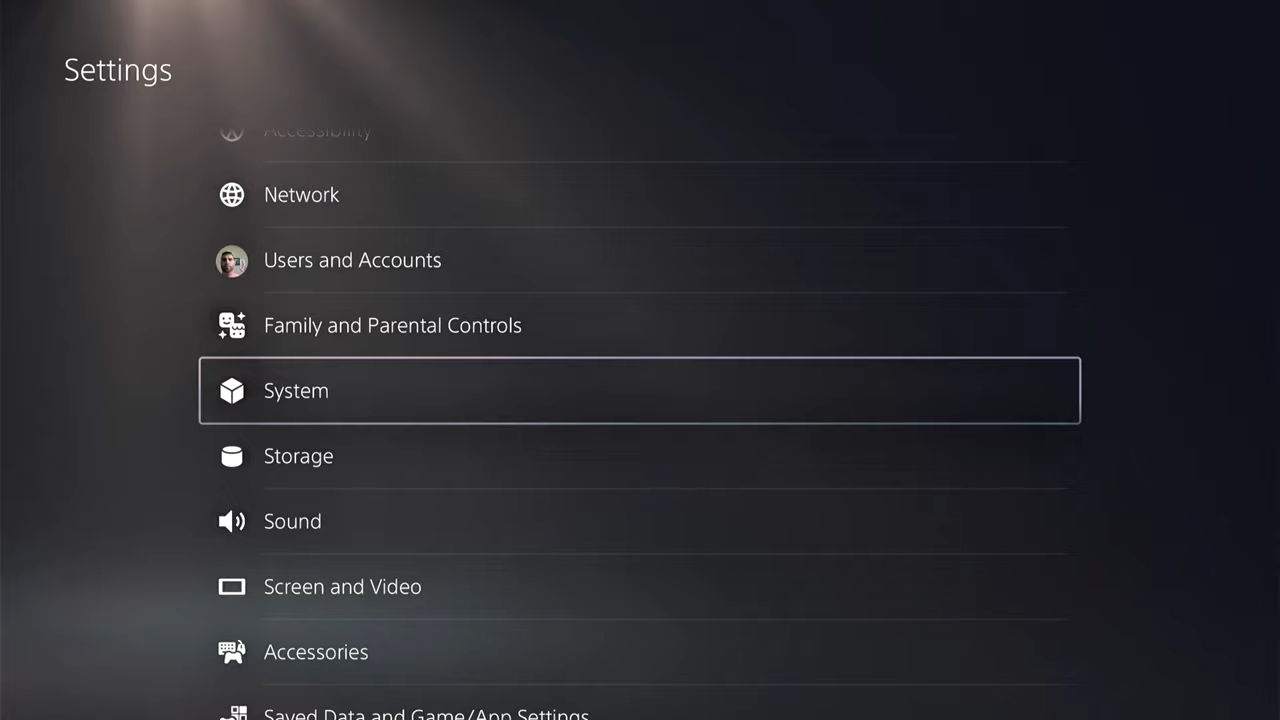 Settings
Accessibility
Network
Users and Accounts
Family and Parental Controls
System
Storage
Sound
Screen and Video
Accessories
Saved Data and Game/App Settings